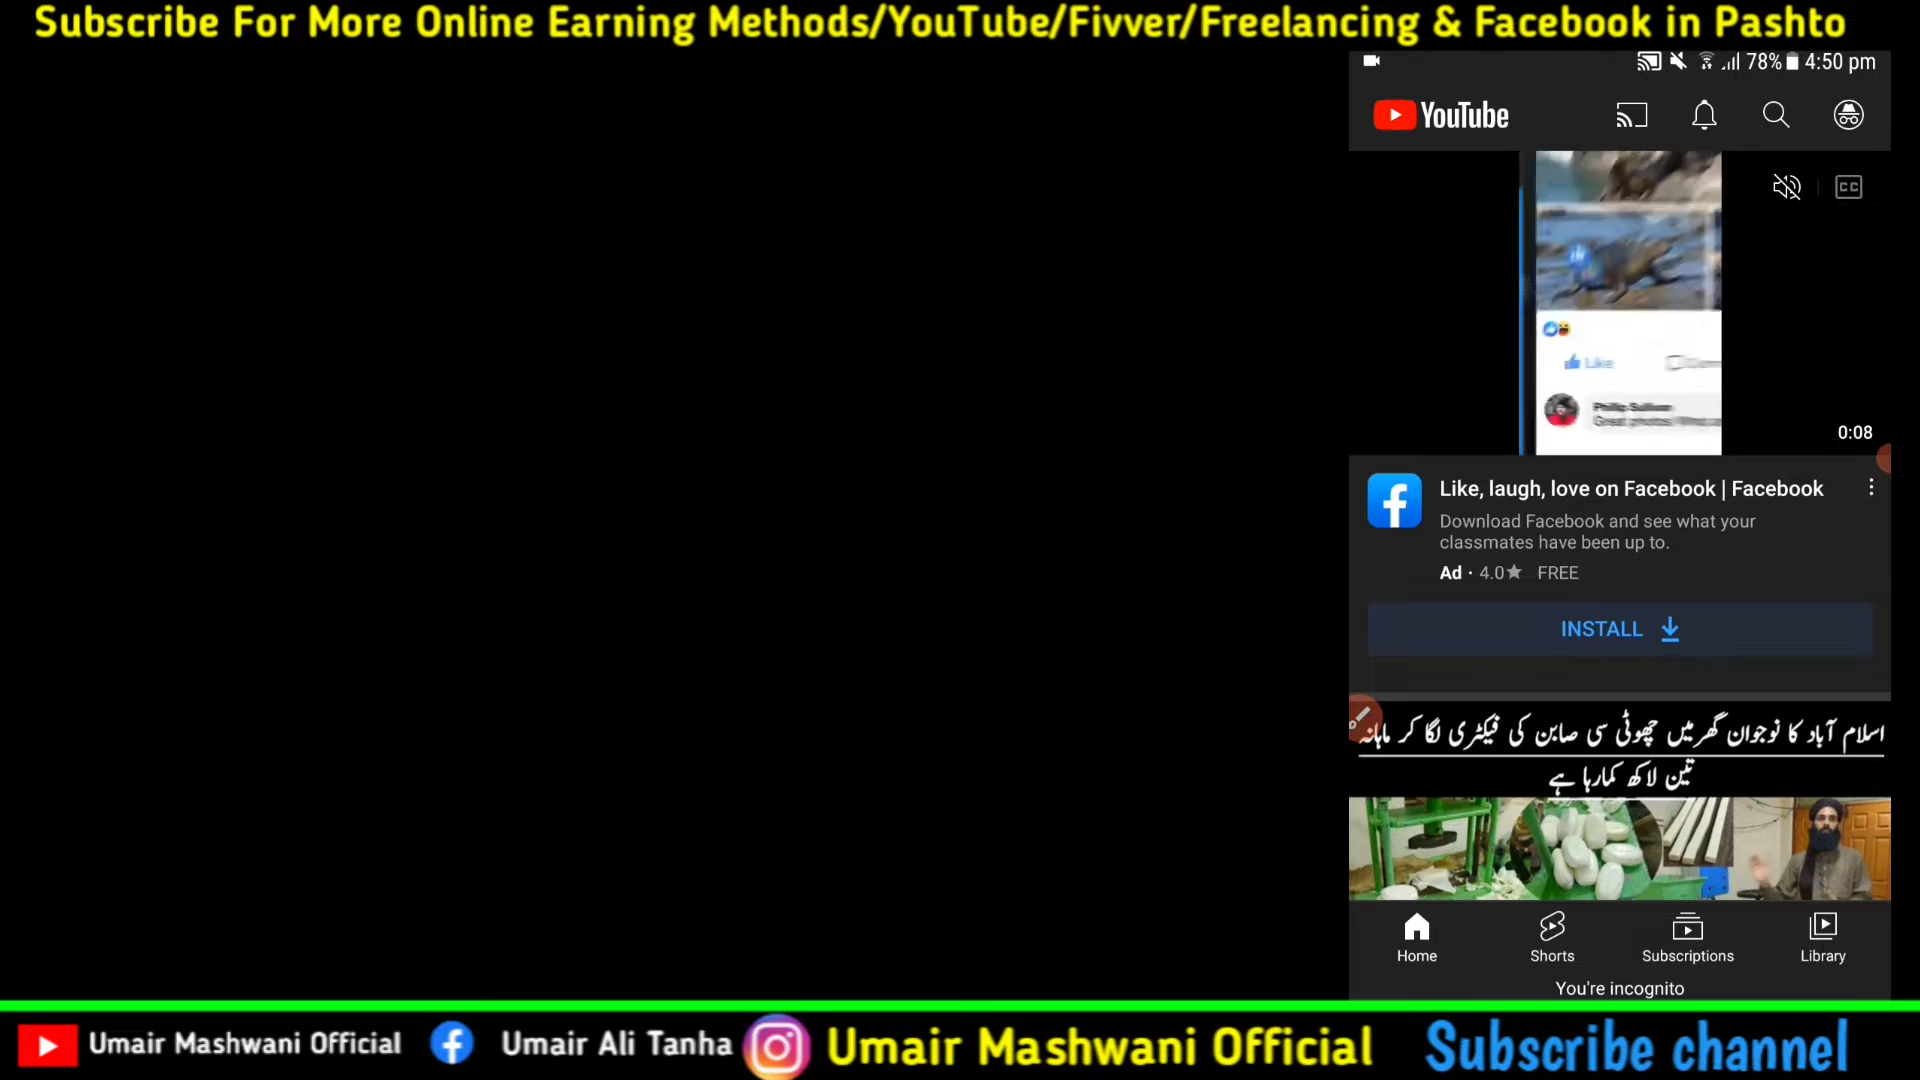 Subscribe For More Online Earning Methods/YouTube/Fivver/Freelancing & Facebook in Pashto
78% 4:50 pm
YouTube
CC
Like
0:08
Like, laugh, love on Facebook | Facebook
Download Facebook and see what your
classmates have been up to.
Ad · 4.0★ FREE
INSTALL
اسلام آباد کا نوجوان گھر میں چھوٹی سی صابن کی فیکٹری لگا کر ماہانہ
تین لاکھ کمارہا ہے
Home Shorts Subscriptions Library
You're incognito
Umair Mashwani Official Umair Ali Tanha Umair Mashwani Official Subscribe channel